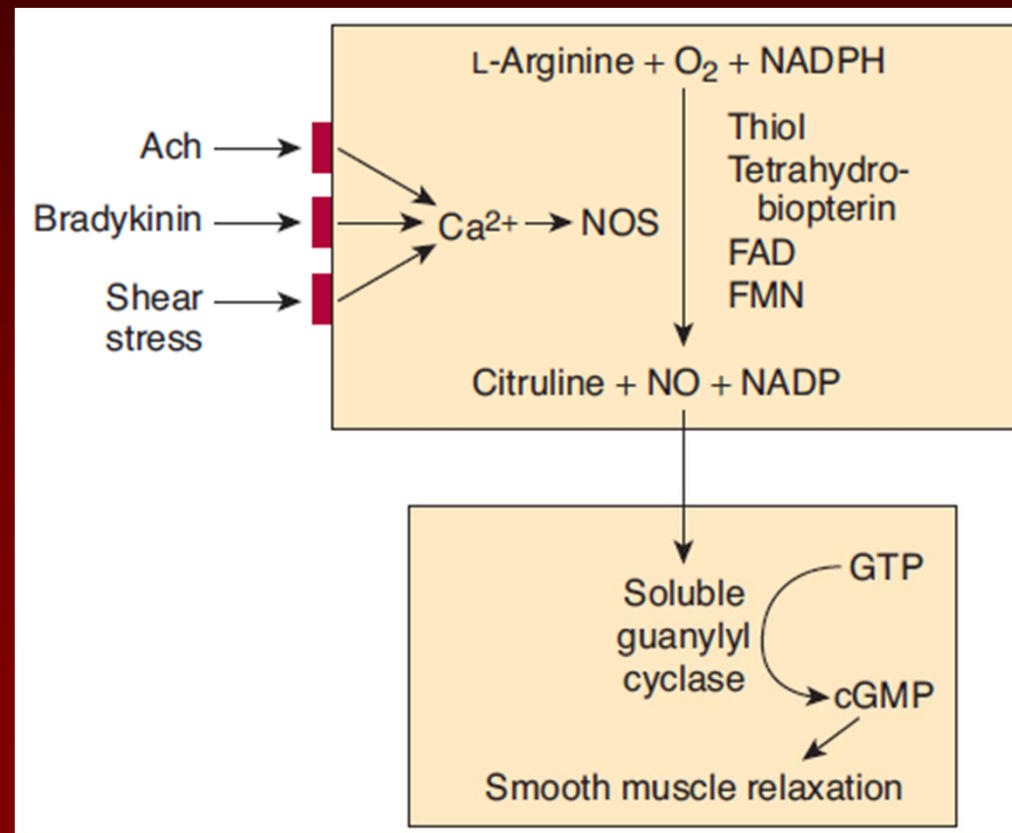 L-Arginine + O₂ + NADPH
Thiol
Tetrahydro-
biopterin
FAD
FMN
Ach
Bradykinin
Shear
stress
Ca²⁺
NOS
Citruline + NO + NADP
Soluble
guanylyl
cyclase
GTP
cGMP
Smooth muscle relaxation